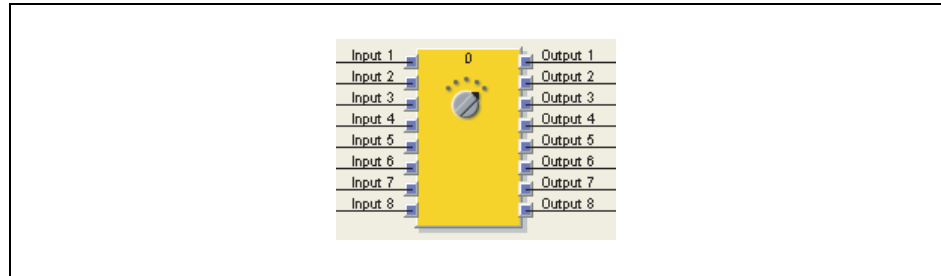 0
Input 1 Output 1
Input 2 Output 2
Input 3 Output 3
Input 4 Output 4
Input 5 Output 5
Input 6 Output 6
Input 7 Output 7
Input 8 Output 8